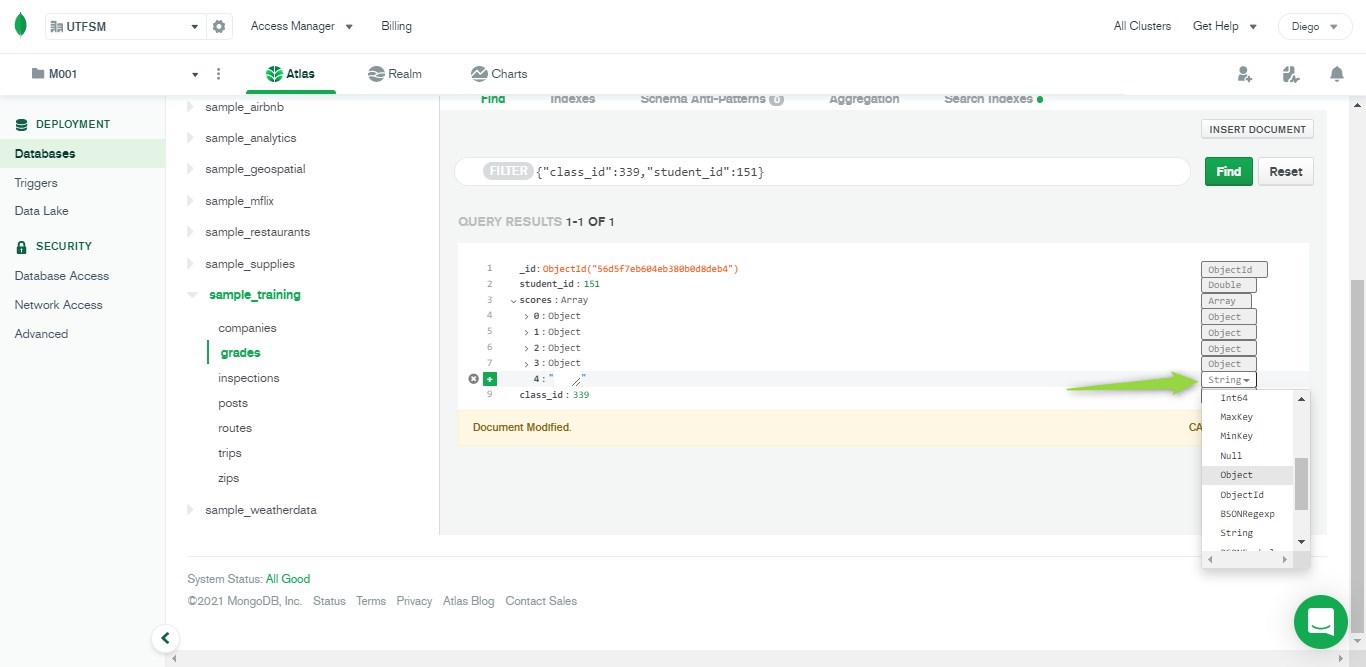 UTFSM Access Manager Billing All Clusters Get Help Diego
M001 Atlas Realm Charts
DEPLOYMENT
Databases
Triggers
Data Lake
SECURITY
Database Access
Network Access
Advanced
sample_airbnb
sample_analytics
sample_geospatial
sample_mflix
sample_restaurants
sample_supplies
sample_training
companies
grades
inspections
posts
routes
trips
zips
sample_weatherdata
Find Indexes Schema Anti-Patterns 0 Aggregation Search Indexes
INSERT DOCUMENT
FILTER {"class_id":339,"student_id":151} Find Reset
QUERY RESULTS 1-1 OF 1
1 _id:ObjectId("56d5f7eb604eb380b0d8deb4") ObjectId
2 student_id:151 Double
3 scores:Array Array
4 0:Object Object
5 1:Object Object
6 2:Object Object
7 3:Object Object
4:" " String
9 class_id:339
Document Modified. CA
Int64
MaxKey
MinKey
Null
Object
ObjectId
BSONRegexp
String
System Status: All Good
©2021 MongoDB, Inc. Status Terms Privacy Atlas Blog Contact Sales